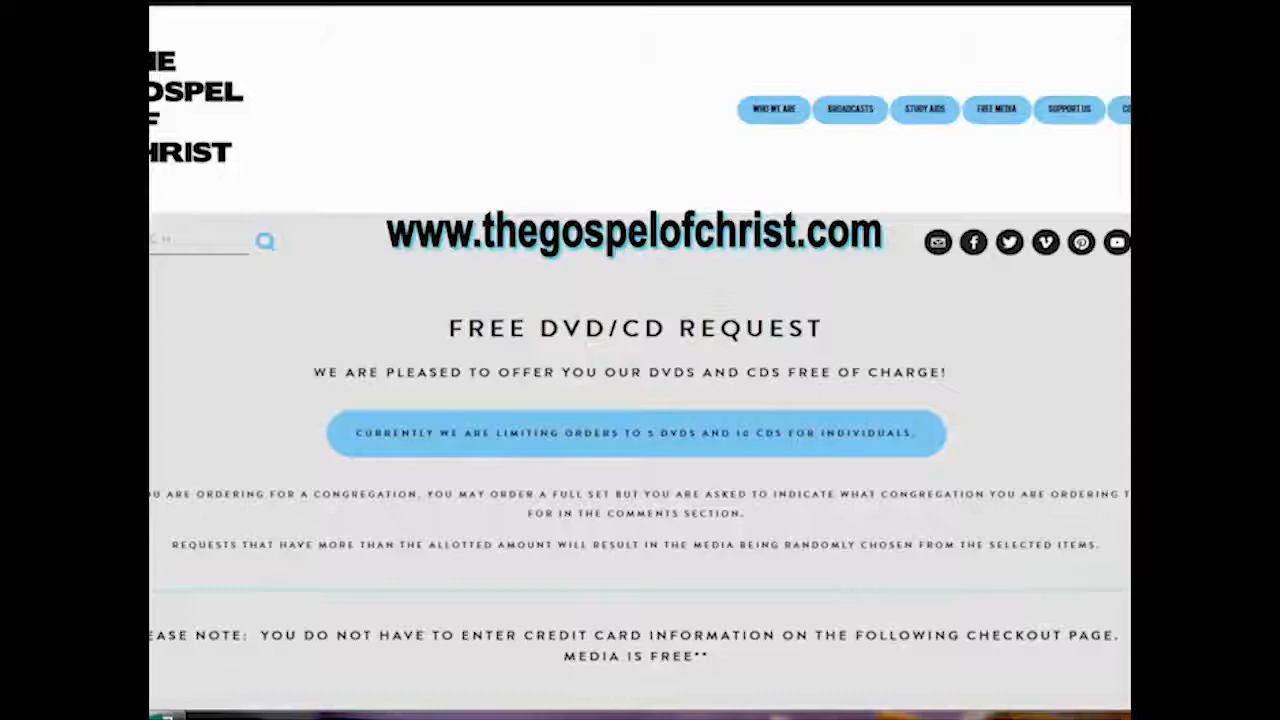 HE
OSPEL
F
HRIST
WHO WE ARE BROADCASTS STUDY AIDS FREE MEDIA SUPPORT US CO
CH
www.thegospelofchrist.com
FREE DVD/CD REQUEST
WE ARE PLEASED TO OFFER YOU OUR DVDS AND CDS FREE OF CHARGE!
CURRENTLY WE ARE LIMITING ORDERS TO 5 DVDS AND 10 CDS FOR INDIVIDUALS.
OU ARE ORDERING FOR A CONGREGATION, YOU MAY ORDER A FULL SET BUT YOU ARE ASKED TO INDICATE WHAT CONGREGATION YOU ARE ORDERING T
FOR IN THE COMMENTS SECTION.
REQUESTS THAT HAVE MORE THAN THE ALLOTTED AMOUNT WILL RESULT IN THE MEDIA BEING RANDOMLY CHOSEN FROM THE SELECTED ITEMS.
EASE NOTE: YOU DO NOT HAVE TO ENTER CREDIT CARD INFORMATION ON THE FOLLOWING CHECKOUT PAGE.
MEDIA IS FREE**